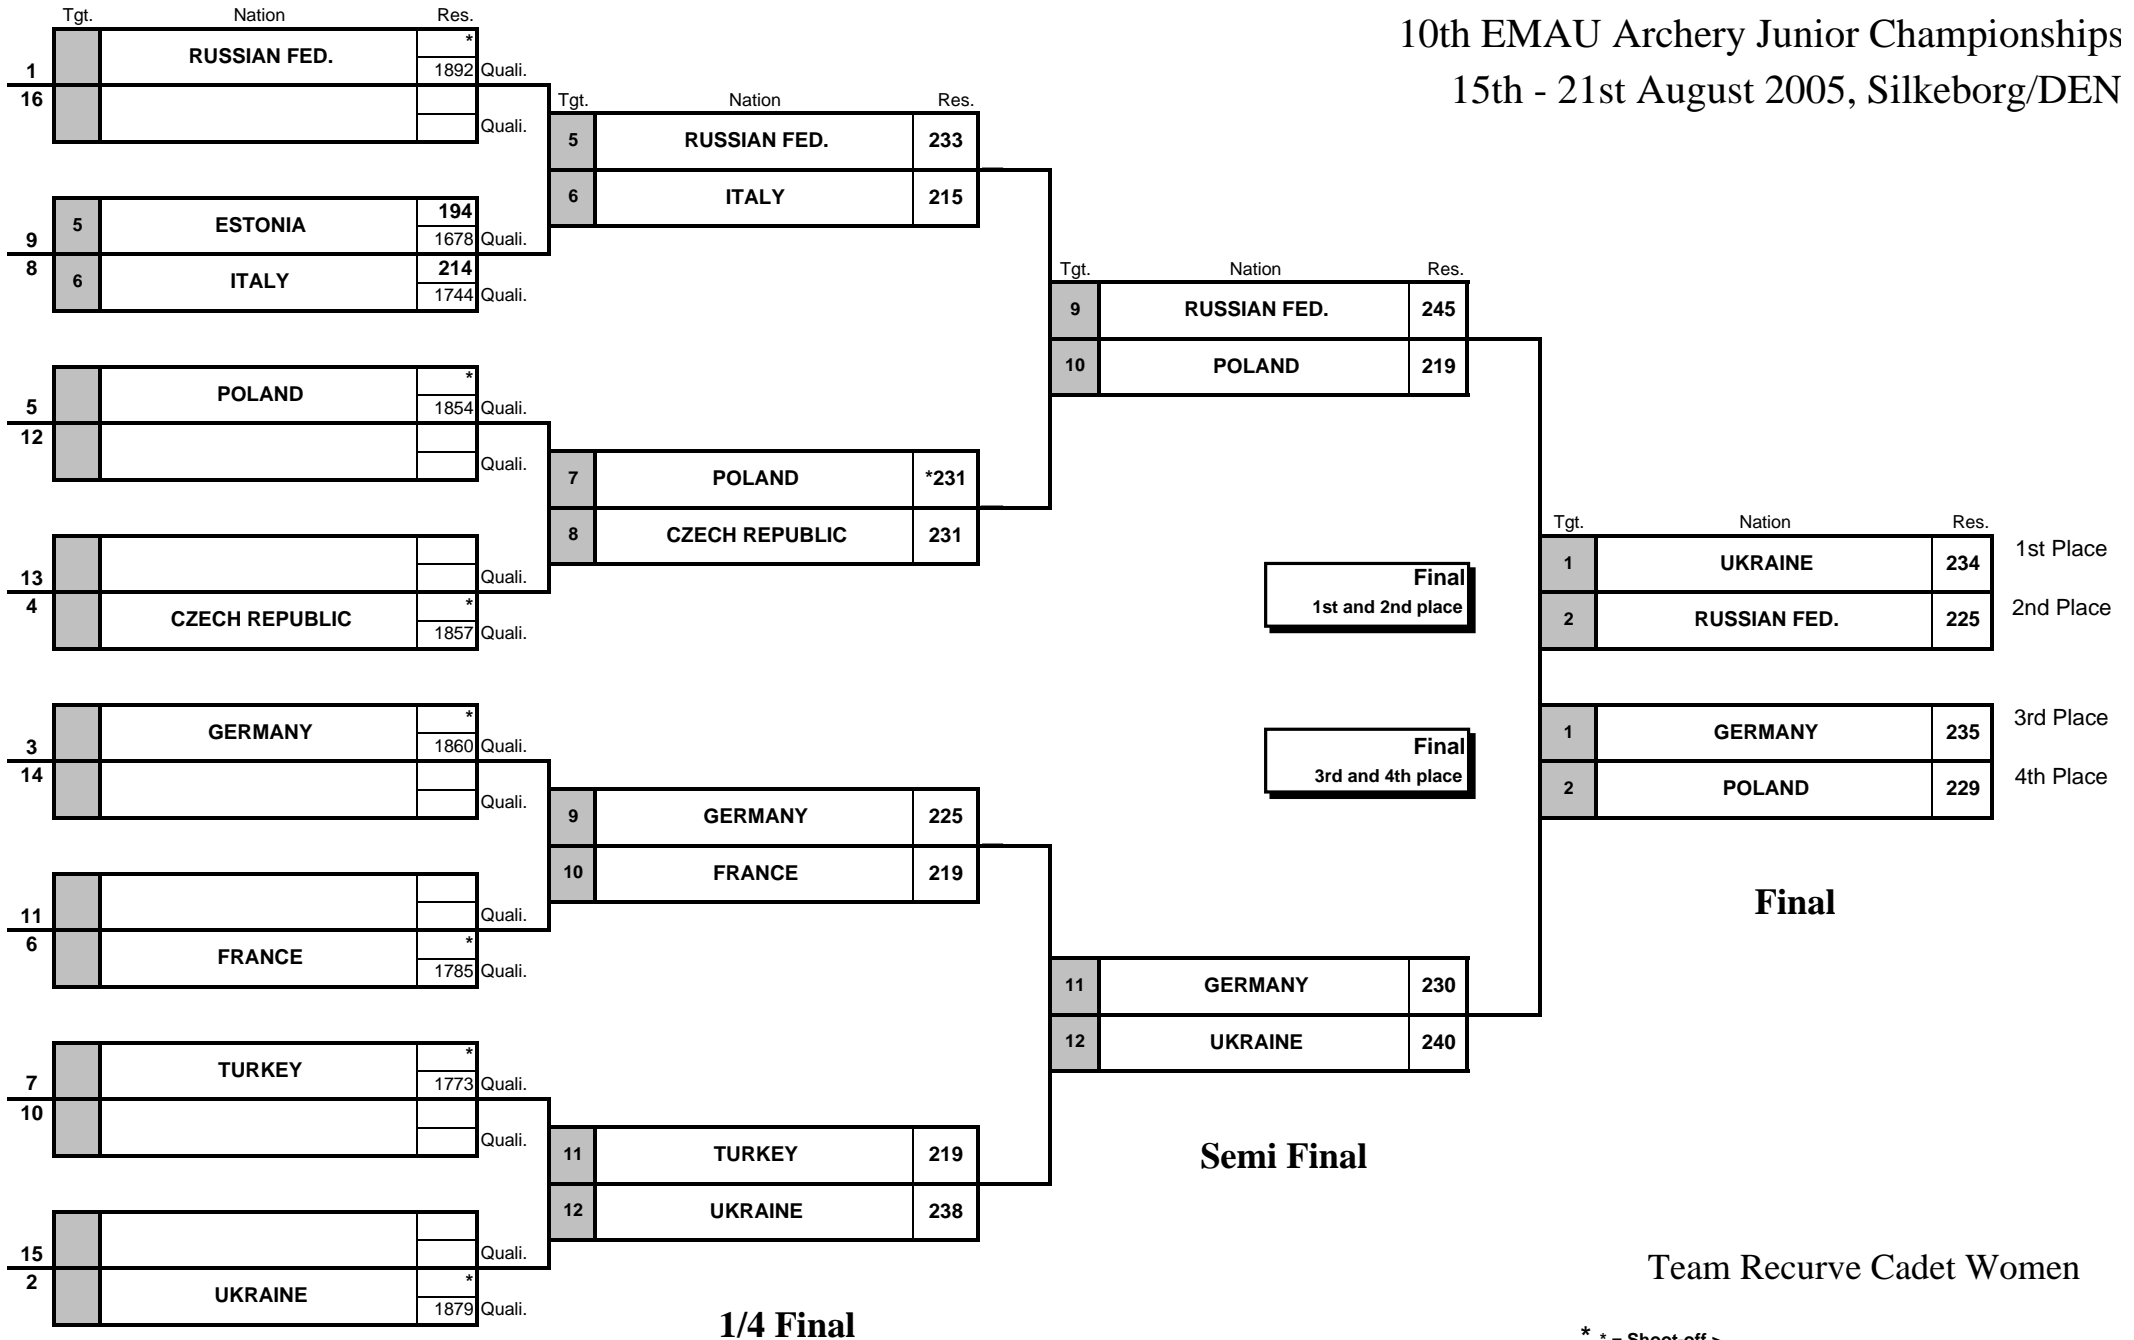 10th EMAU Archery Junior Championships
15th - 21st August 2005, Silkeborg/DEN
Tgt. Nation Res.
RUSSIAN FED. *
1 1892 Quali.
16
Quali.
5 ESTONIA 194
9 1678 Quali.
8 6 ITALY 214
1744 Quali.
POLAND *
5 1854 Quali.
12
Quali.
13 Quali.
4 CZECH REPUBLIC *
1857 Quali.
GERMANY *
3 1860 Quali.
14
Quali.
11 Quali.
6 FRANCE *
1785 Quali.
TURKEY *
7 1773 Quali.
10
Quali.
15 Quali.
2 UKRAINE *
1879 Quali.
Tgt. Nation Res.
5 RUSSIAN FED. 233
6 ITALY 215
7 POLAND *231
8 CZECH REPUBLIC 231
9 GERMANY 225
10 FRANCE 219
11 TURKEY 219
12 UKRAINE 238
1/4 Final
Tgt. Nation Res.
9 RUSSIAN FED. 245
10 POLAND 219
11 GERMANY 230
12 UKRAINE 240
Semi Final
Final
1st and 2nd place
Tgt. Nation Res.
1 UKRAINE 234 1st Place
2 RUSSIAN FED. 225 2nd Place
Final
3rd and 4th place
1 GERMANY 235 3rd Place
2 POLAND 229 4th Place
Final
Team Recurve Cadet Women
* * = Shoot-off >